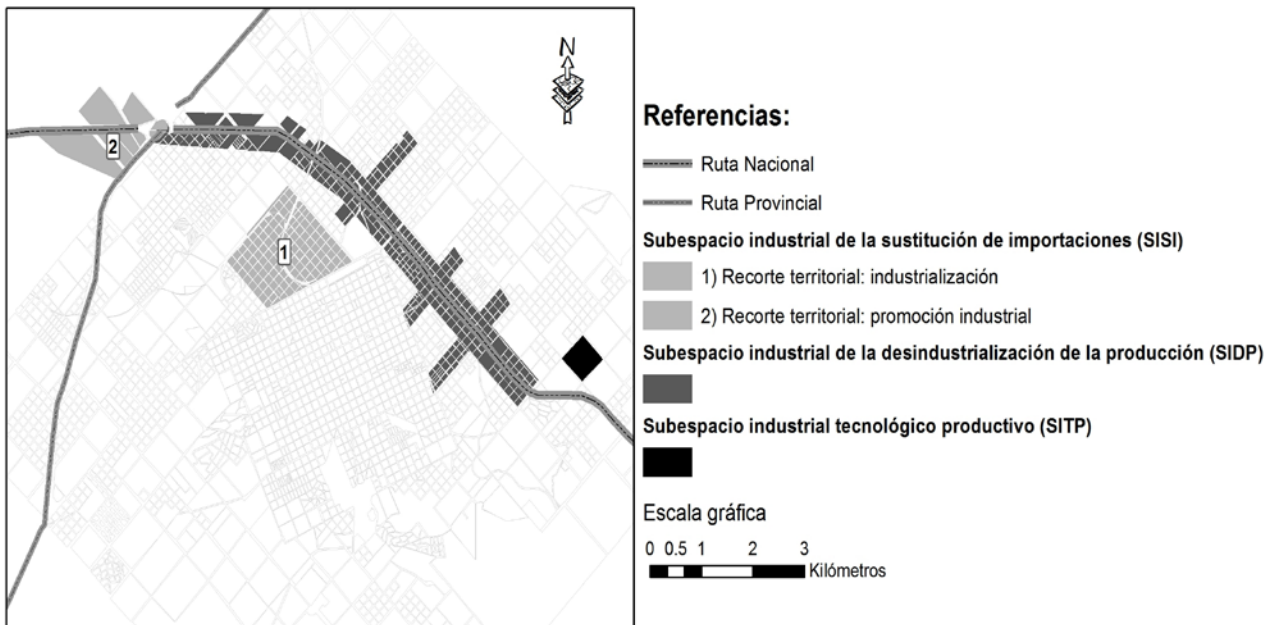 N
2
1
Referencias:
Ruta Nacional
Ruta Provincial
Subespacio industrial de la sustitución de importaciones (SISI)
1) Recorte territorial: industrialización
2) Recorte territorial: promoción industrial
Subespacio industrial de la desindustrialización de la producción (SIDP)
Subespacio industrial tecnológico productivo (SITP)
Escala gráfica
0 0.5 1 2 3
Kilómetros